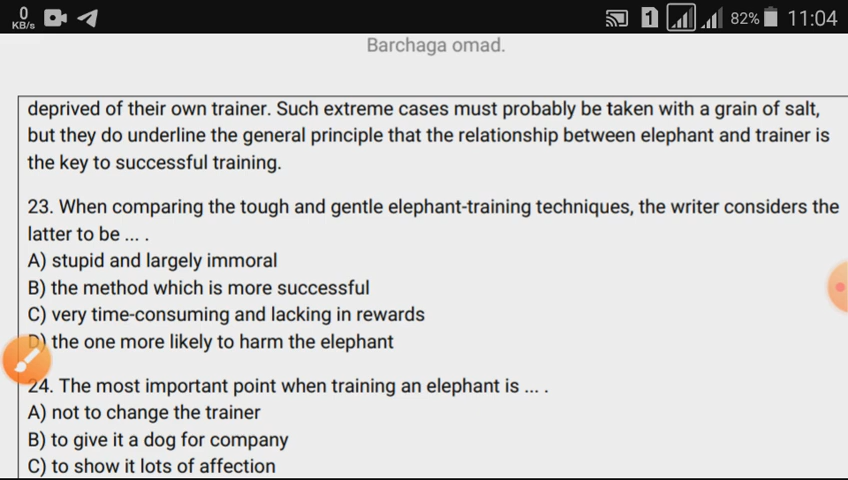 0
KB/s
1
82%
11:04
Barchaga omad.
deprived of their own trainer. Such extreme cases must probably be taken with a grain of salt,
but they do underline the general principle that the relationship between elephant and trainer is
the key to successful training.
23. When comparing the tough and gentle elephant-training techniques, the writer considers the
latter to be ... .
A) stupid and largely immoral
B) the method which is more successful
C) very time-consuming and lacking in rewards
D) the one more likely to harm the elephant
24. The most important point when training an elephant is ... .
A) not to change the trainer
B) to give it a dog for company
C) to show it lots of affection